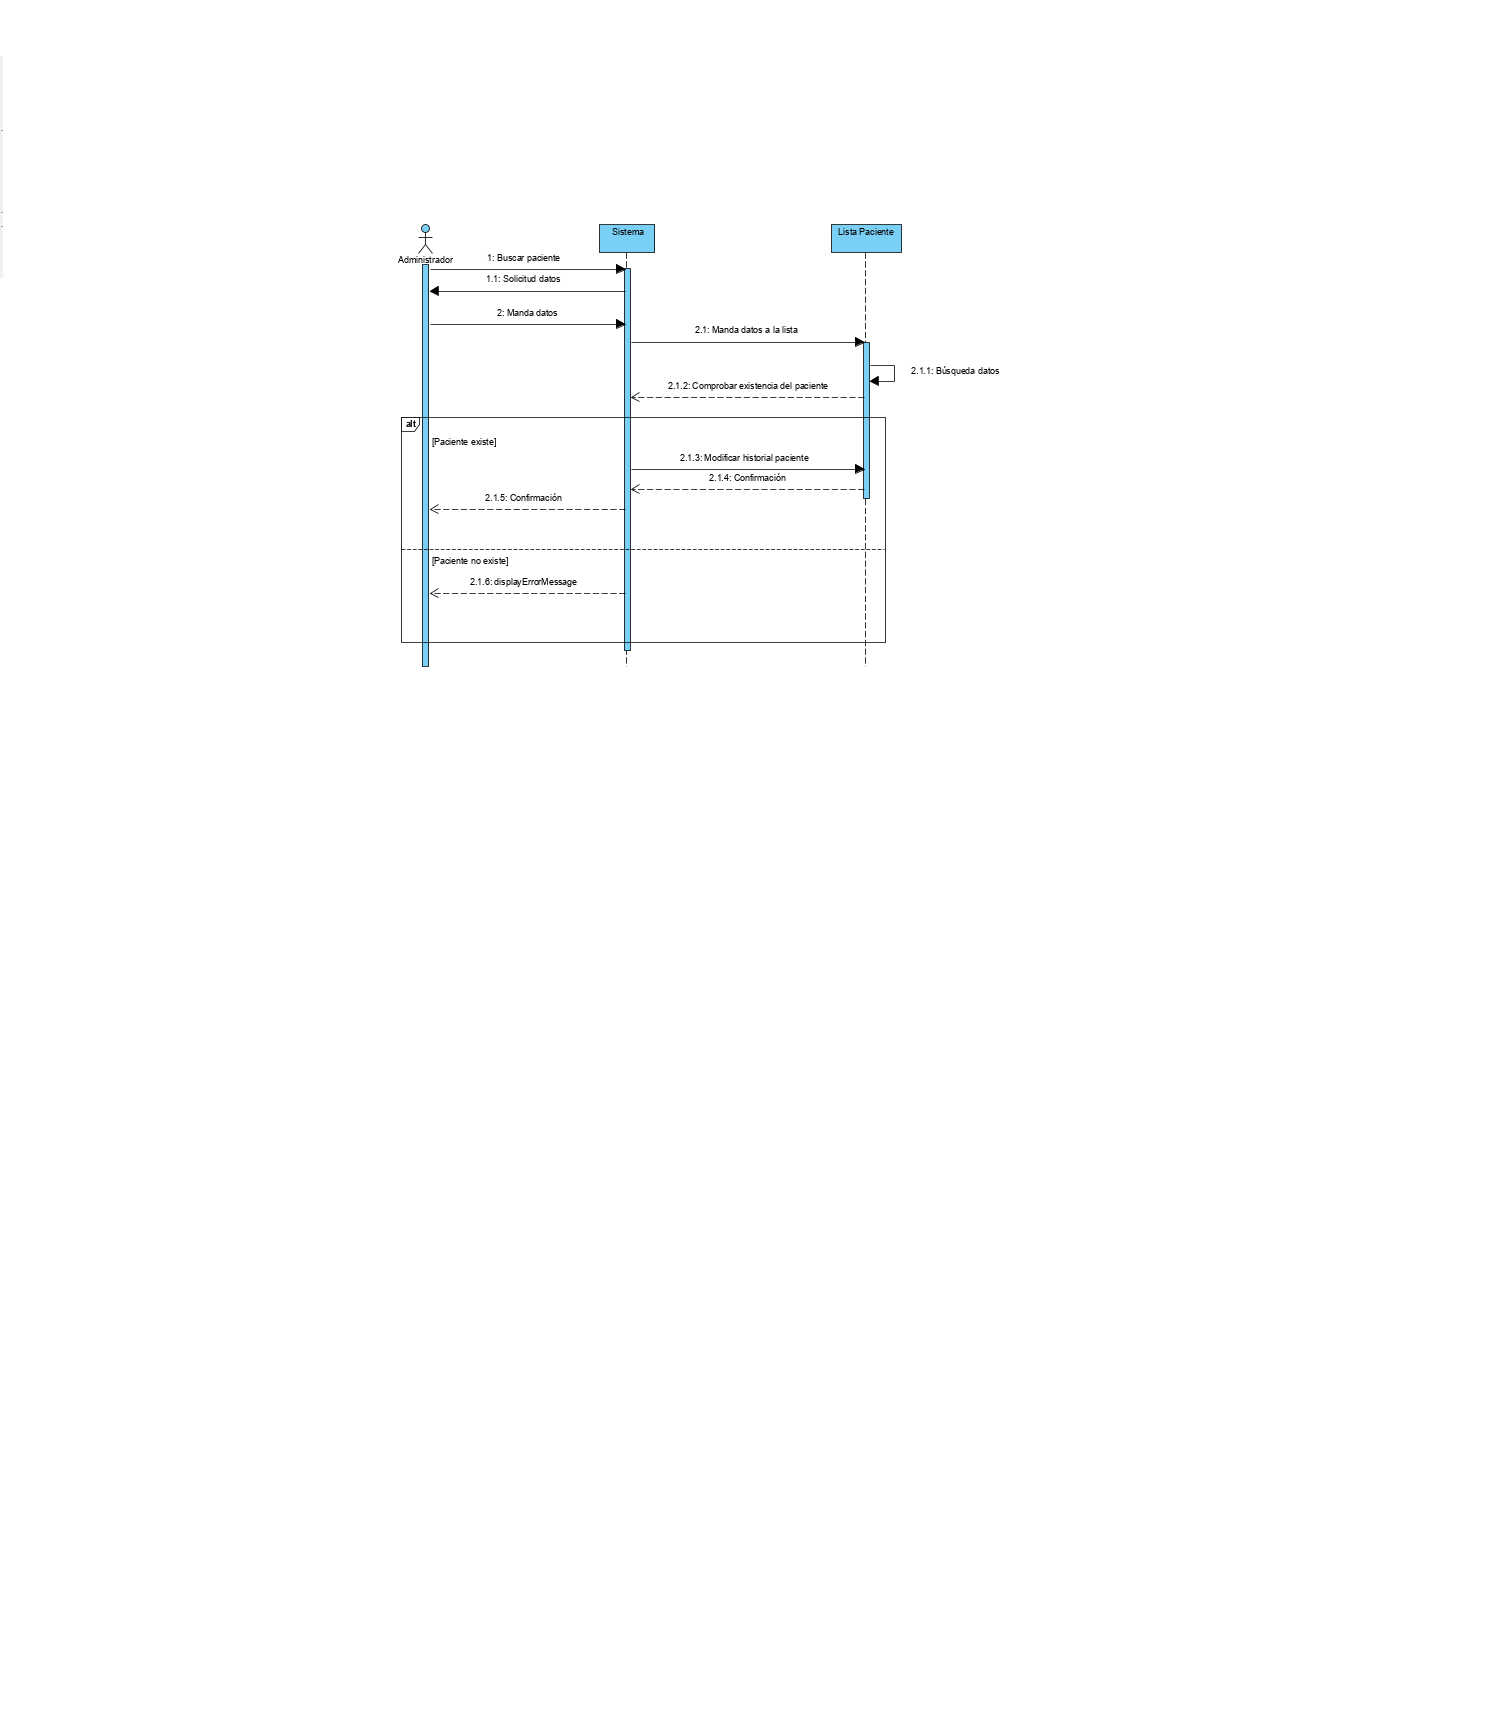 Sistema
Lista Paciente
Administrador
1: Buscar paciente
1.1: Solicitud datos
2: Manda datos
2.1: Manda datos a la lista
2.1.1: Búsqueda datos
2.1.2: Comprobar existencia del paciente
alt
[Paciente existe]
2.1.3: Modificar historial paciente
2.1.4: Confirmación
2.1.5: Confirmación
[Paciente no existe]
2.1.6: displayErrorMessage